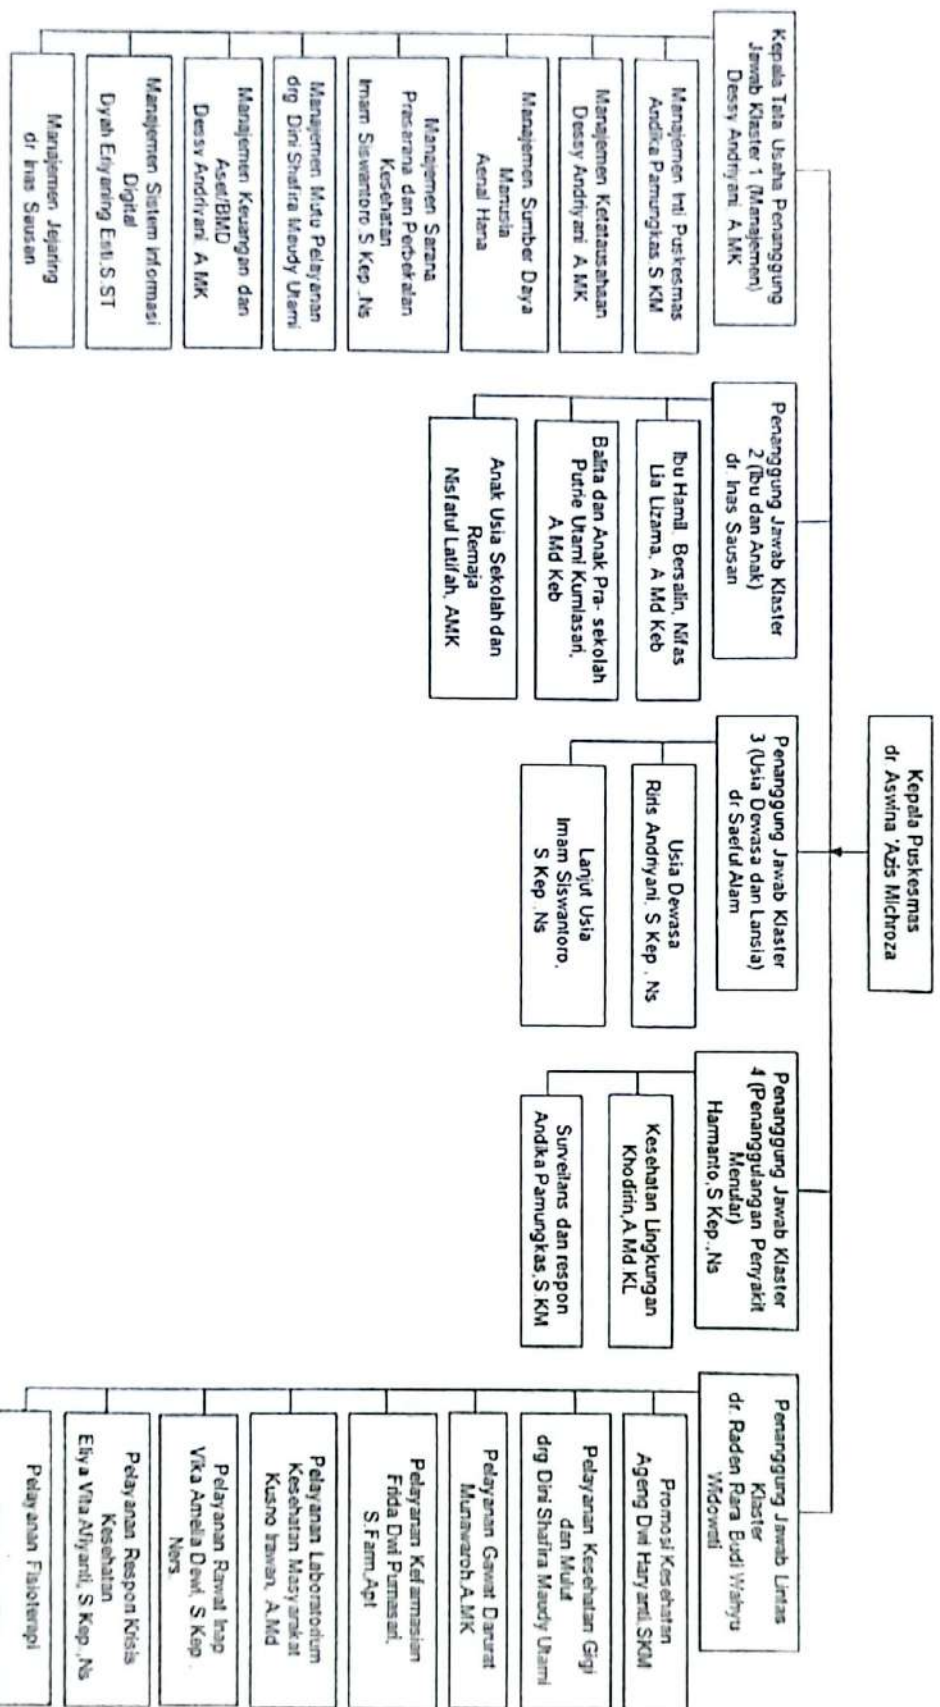 Kepala Puskesmas
dr Aswina 'Azis Michroza
Kepala Tata Usaha Penanggung
Jawab Klaster 1 (Manajemen)
Dessy Andriyani A MK
Manajemen Inti Puskesmas
Andika Pamungkas, S KM
Manajemen Ketatausahaan
Dessy Andriyani A MK
Manajemen Sumber Daya
Manusia
Aenal Hana
Manajemen Sarana
Prasarana dan Perbekalan
Kesehatan
Imam Siswantoro, S Kep ,Ns
Manajemen Mutu Pelayanan
drg Dini Shafira Maudy Utami
Manajemen Keuangan dan
Aset/BMD
Dessy Andriyani A MK
Manajemen Sistem Informasi
Digital
Dyah Ediyaning Esti, S ST
Manajemen Jejaring
dr Inas Sausan
Penanggung Jawab Klaster
2 (Ibu dan Anak)
dr. Inas Sausan
Ibu Hamil, Bersalin, Nifas
Lia Lizama, A Md Keb
Balita dan Anak Pra- sekolah
Putrie Utami Kumlasari,
A Md Keb
Anak Usia Sekolah dan
Remaja
Nisfatul Latifah, AMK
Penanggung Jawab Klaster
3 (Usia Dewasa dan Lansia)
dr Saeful Alam
Usia Dewasa
Riris Andriyani, S Kep , Ns
Lanjut Usia
Imam Siswantoro,
S Kep ,Ns
Penanggung Jawab Klaster
4 (Penanggulangan Penyakit
Menular)
Harmanto,S Kep.,Ns
Kesehatan Lingkungan
Khodirin,A.Md.KL
Surveilans dan respon
Andika Pamungkas, S.KM
Penanggung Jawab Lintas
Klaster
dr. Raden Rara Budi Wahyu
Widowati
Promosi Kesehatan
Ageng Dwi Haryanti, SKM
Pelayanan Kesehatan Gigi
dan Mulut
drg Dini Shafira Maudy Utami
Pelayanan Gawat Darurat
Munawaroh,A.MK
Pelayanan Kefarmasian
Frida Dwi Purnasari,
S.Farm,Apt
Pelayanan Laboratorium
Kesehatan Masyarakat
Kusno Irawan, A.Md
Pelayanan Rawat Inap
Vika Amelia Dewi, S Kep ,
Ners
Pelayanan Respon Krisis
Kesehatan
Ellya Vita Afiyanti, S Kep.,Ns
Pelayanan Fisioterapi